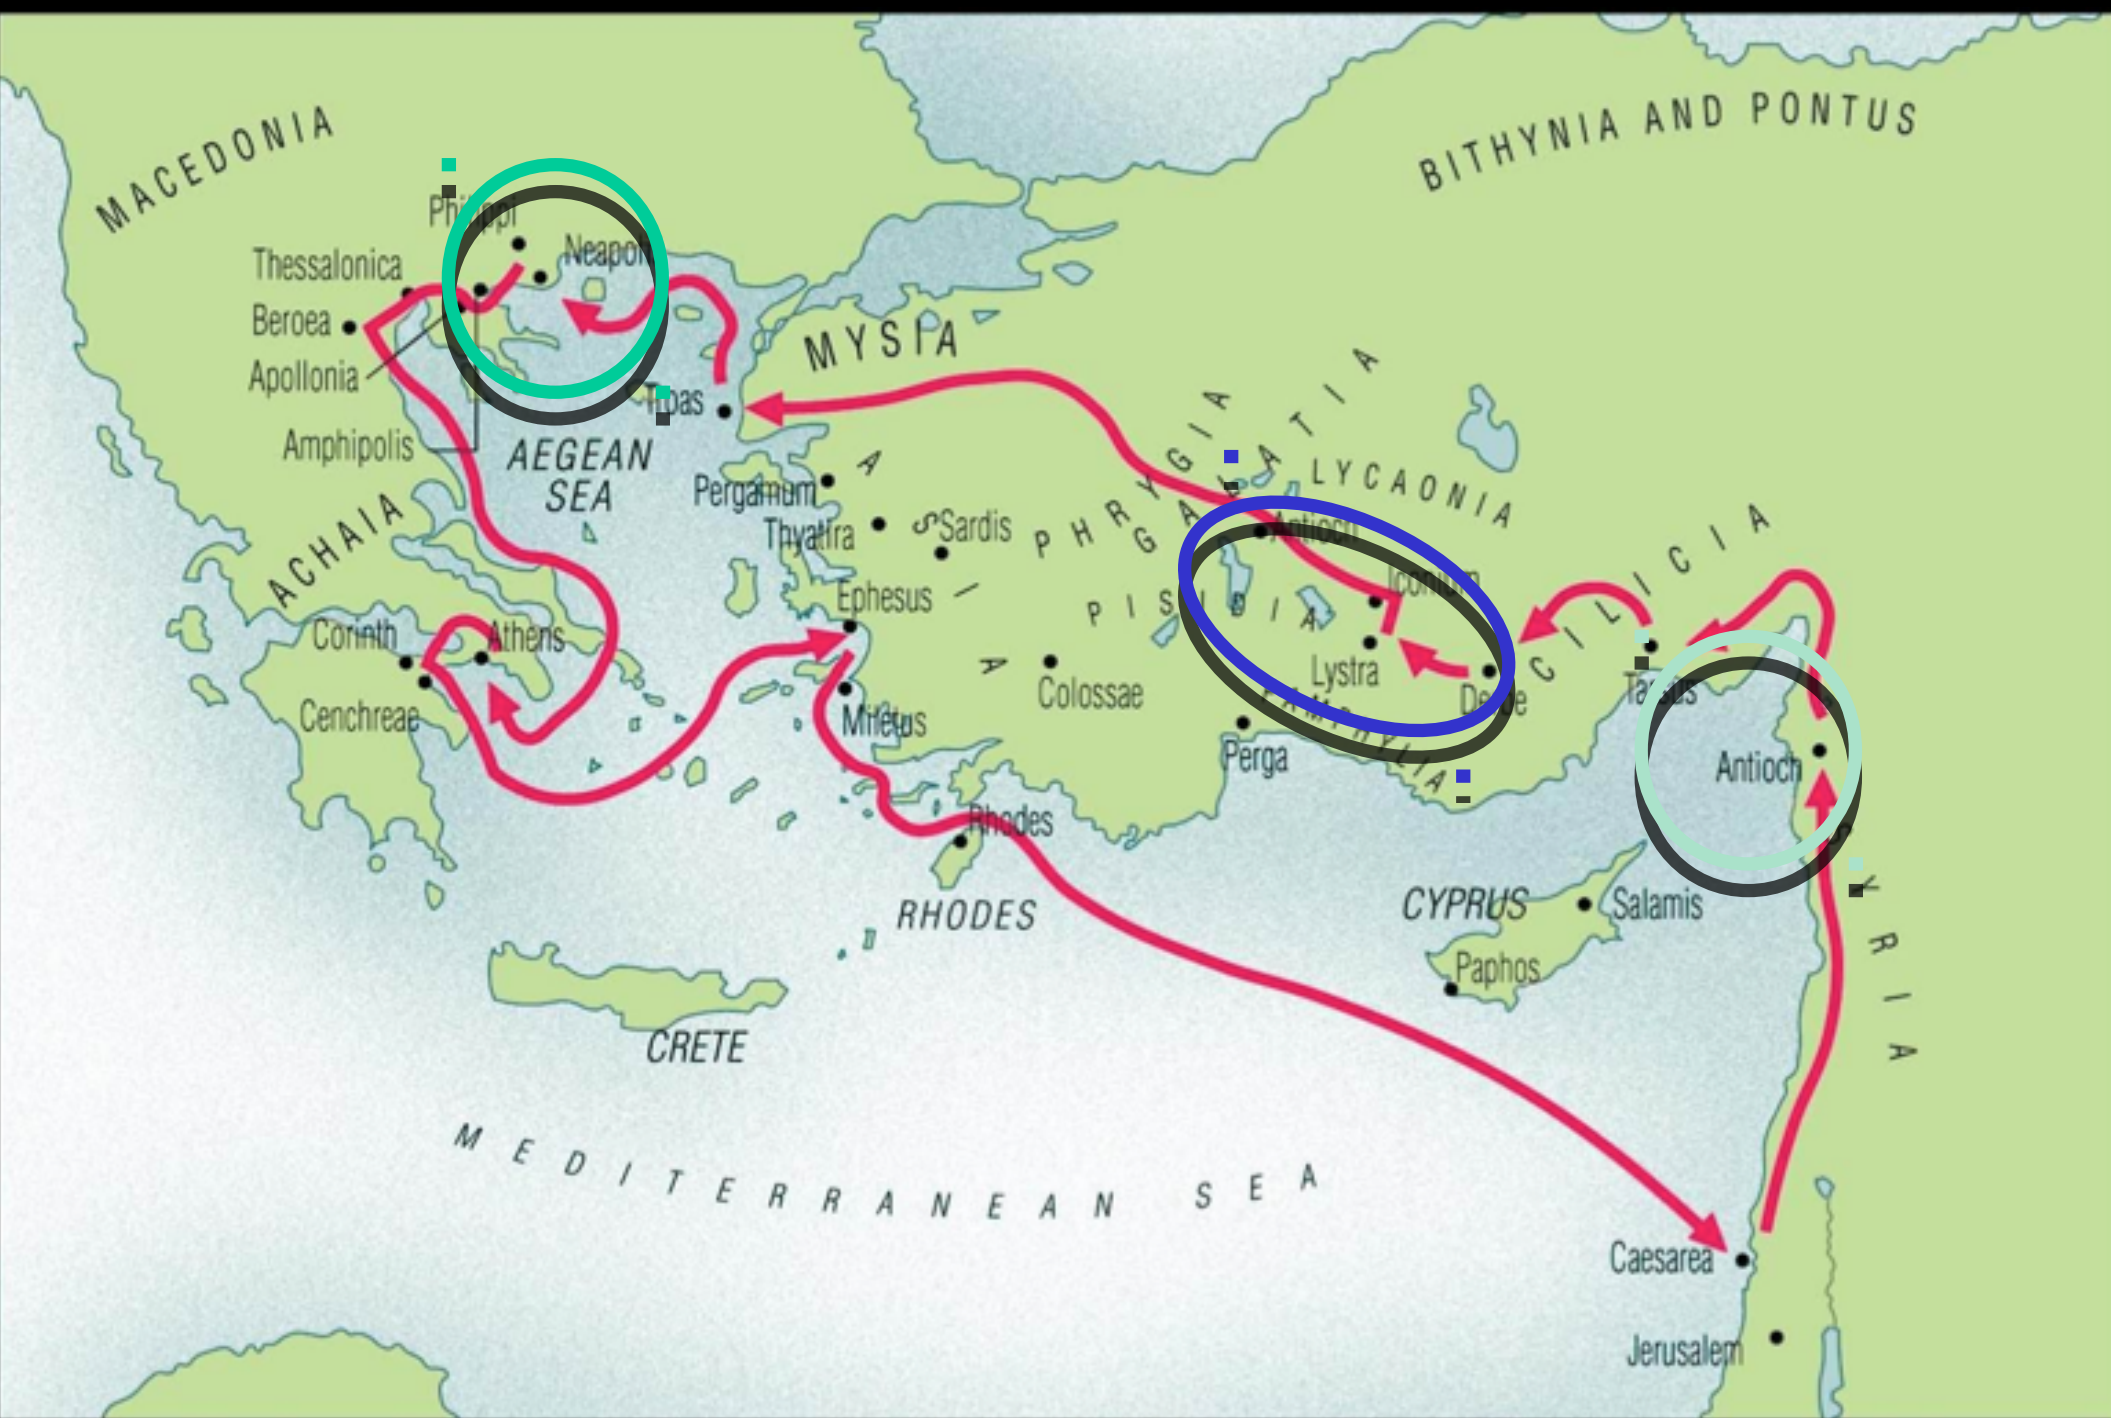 MACEDONIA
BITHYNIA AND PONTUS
Philippi
Neapolis
Thessalonica
Beroea
Apollonia
Amphipolis
MYSIA
Troas
AEGEAN
SEA
PHRYGIA
GALATIA
LYCAONIA
ASIA
Pergamum
Thyatira
Sardis
ACHAIA
Antioch
Iconium
CILICIA
Ephesus
PISIDIA
Corinth
Athens
Lystra
Derbe
Tarsus
Colossae
Cenchreae
Miletus
PAMPHYLIA
Perga
Antioch
Rhodes
SYRIA
RHODES
CYPRUS
Salamis
Paphos
CRETE
MEDITERRANEAN SEA
Caesarea
Jerusalem